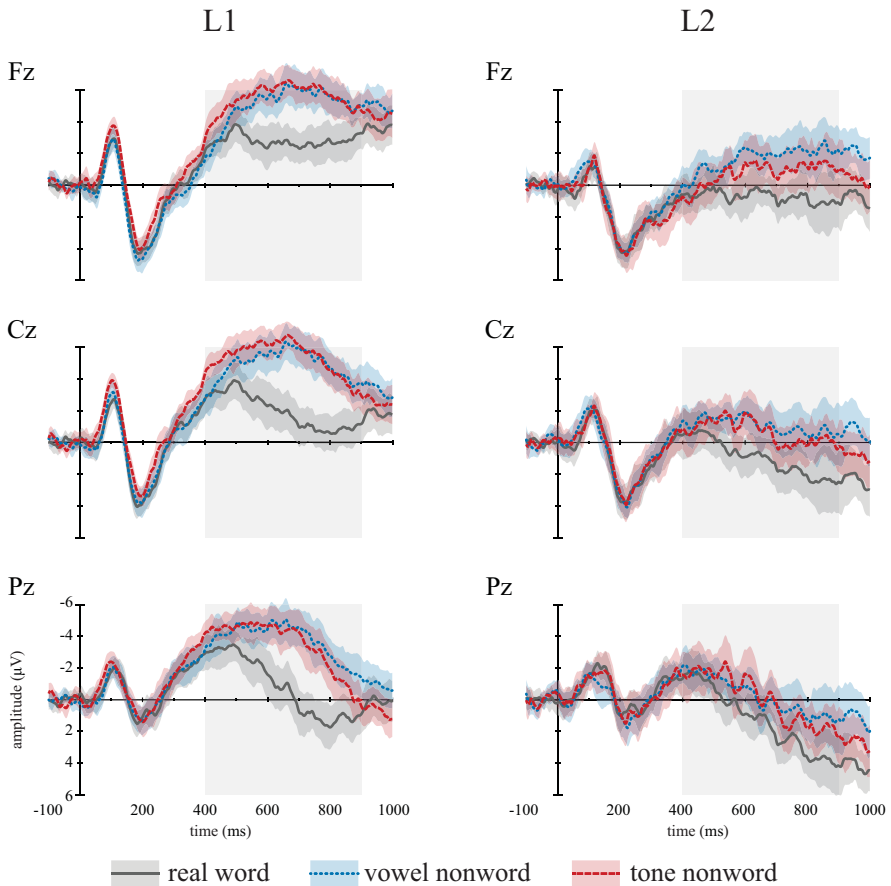 L1 L2
Fz Fz
Cz Cz
Pz Pz
-6
-4
-2
2
4
6
amplitude (µV)
-100 200 400 600 800 1000 -100 200 400 600 800 1000
time (ms) time (ms)
real word vowel nonword tone nonword